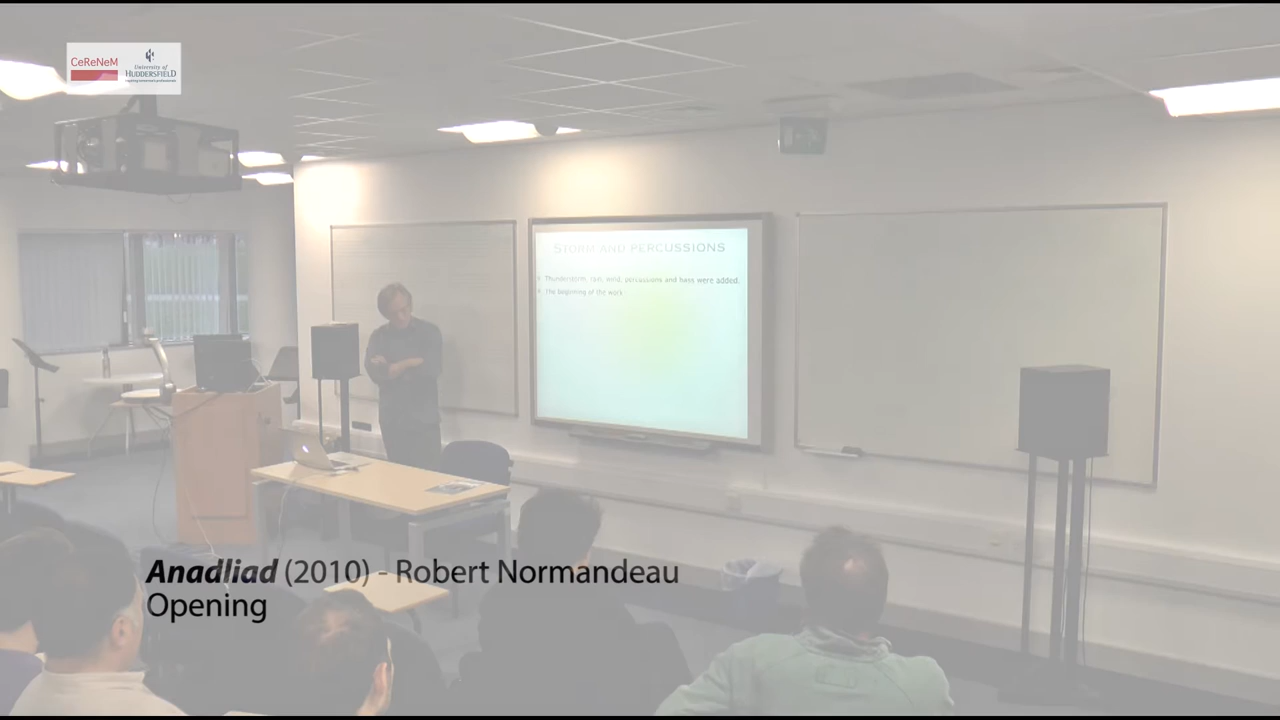 CeReNeM
University of
HUDDERSFIELD
STORM AND PERCUSSIONS
Thunderstorm, rain, wind, percussions and bass were added.
The beginning of the work
Anadliad (2010) - Robert Normandeau
Opening